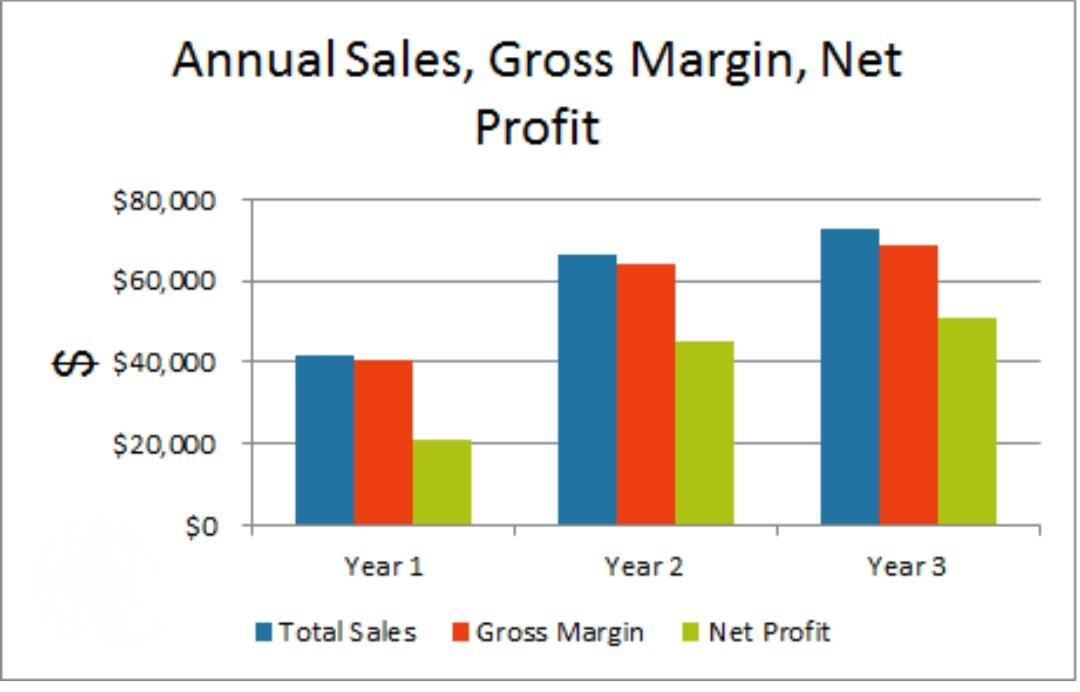 Annual Sales, Gross Margin, Net
Profit
$80,000
$60,000
$
$40,000
$20,000
$0
Year 1
Year 2
Year 3
Total Sales
Gross Margin
Net Profit